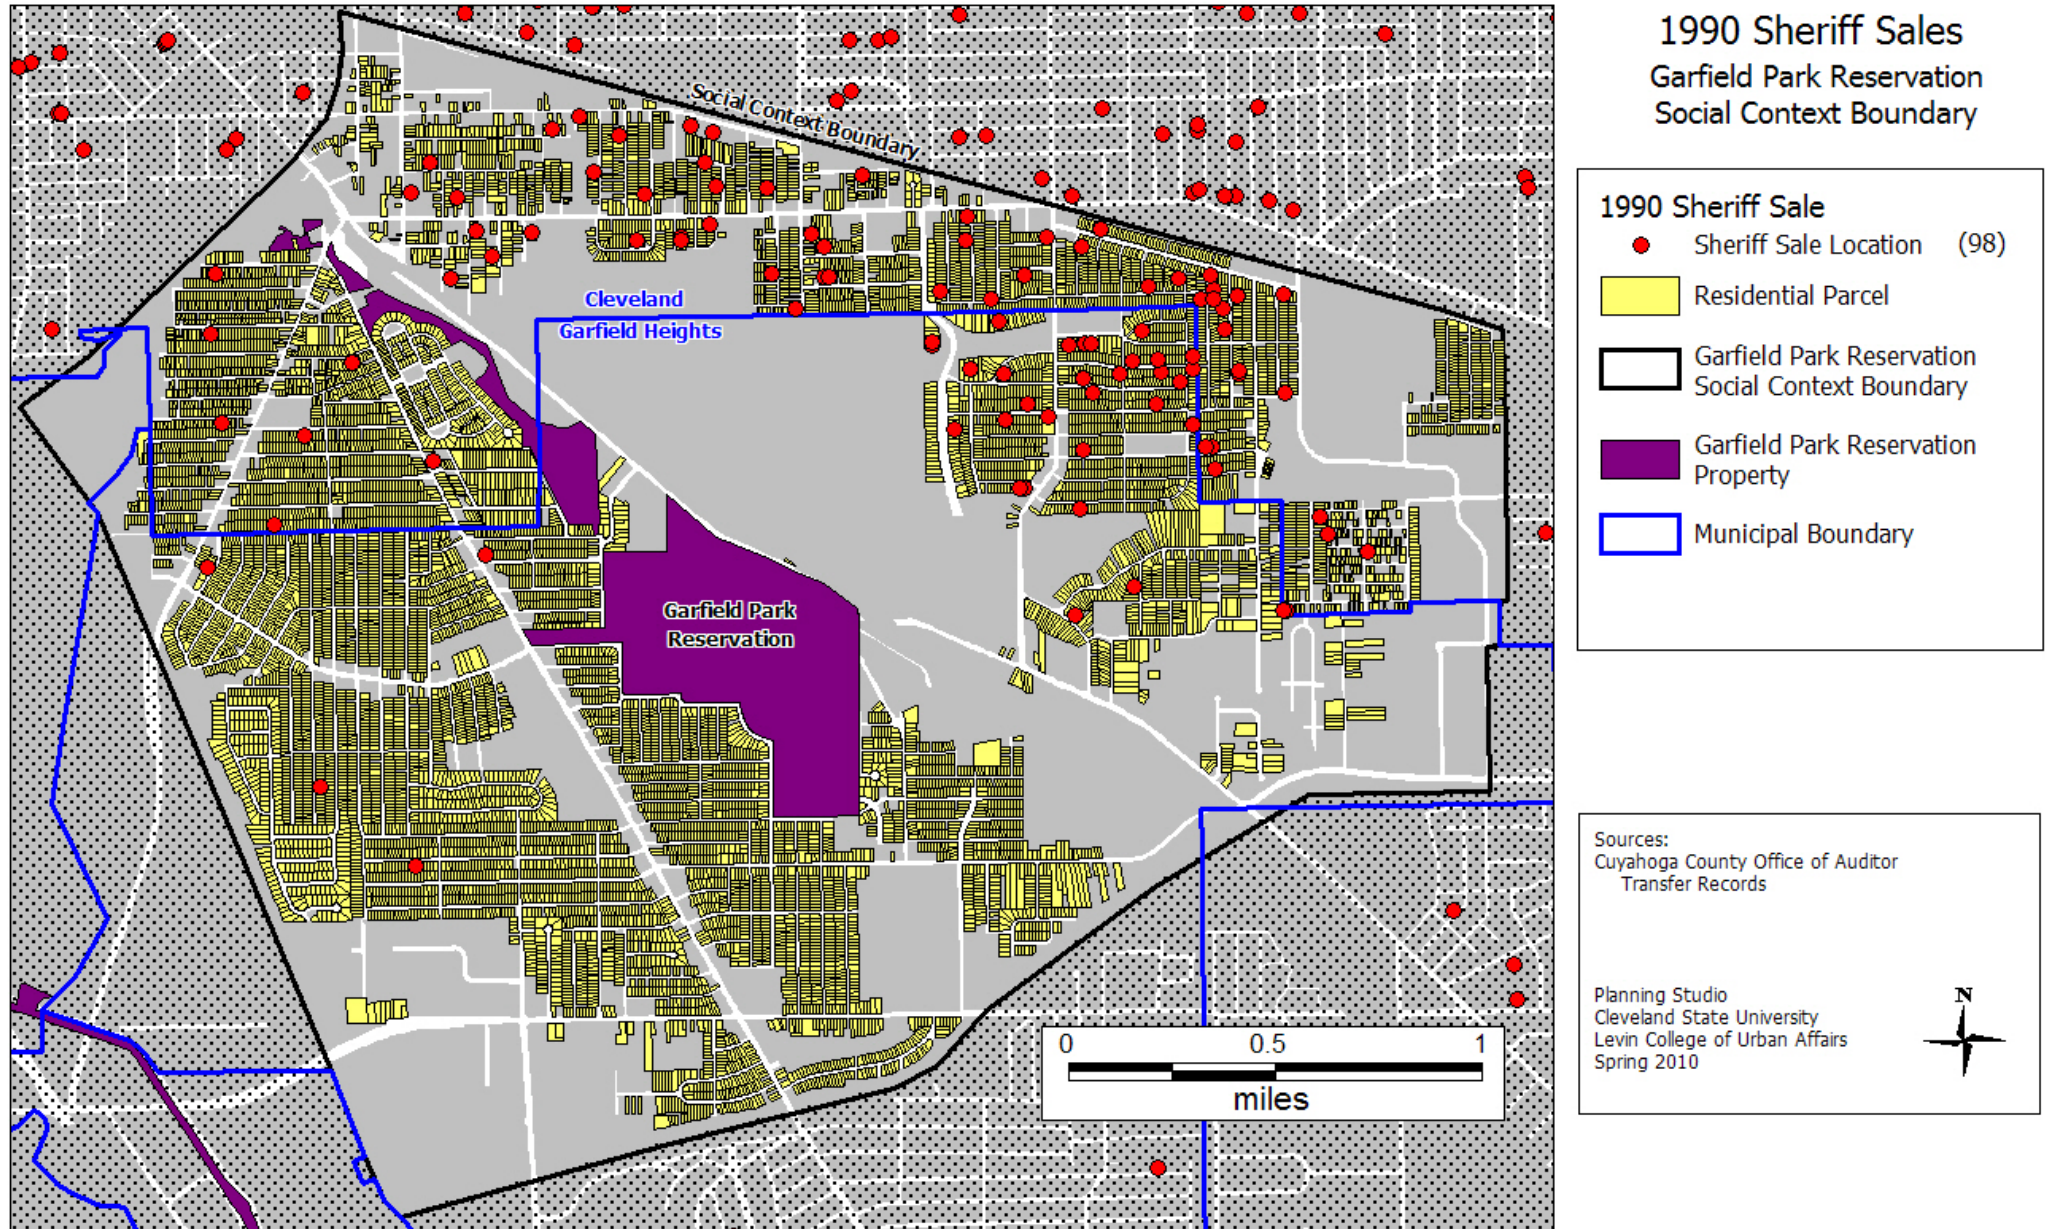 1990 Sheriff Sales
Garfield Park Reservation
Social Context Boundary
1990 Sheriff Sale
Sheriff Sale Location (98)
Residential Parcel
Garfield Park Reservation
Social Context Boundary
Garfield Park Reservation
Property
Municipal Boundary
Social Context Boundary
Cleveland
Garfield Heights
Garfield Park
Reservation
0 0.5 1
miles
Sources:
Cuyahoga County Office of Auditor
Transfer Records
Planning Studio
Cleveland State University
Levin College of Urban Affairs
Spring 2010
N